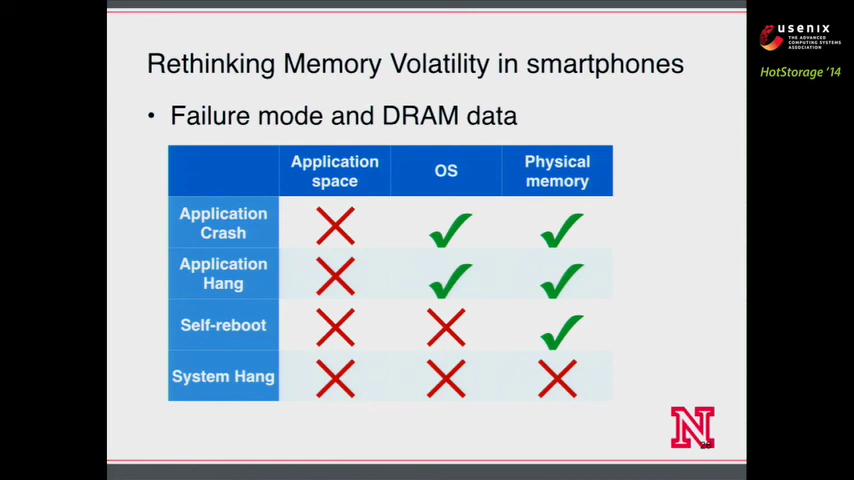 Rethinking Memory Volatility in smartphones
• Failure mode and DRAM data
Application space
OS
Physical memory
Application Crash
Application Hang
Self-reboot
System Hang
N
usenix
THE ADVANCED
COMPUTING SYSTEMS
ASSOCIATION
HotStorage '14